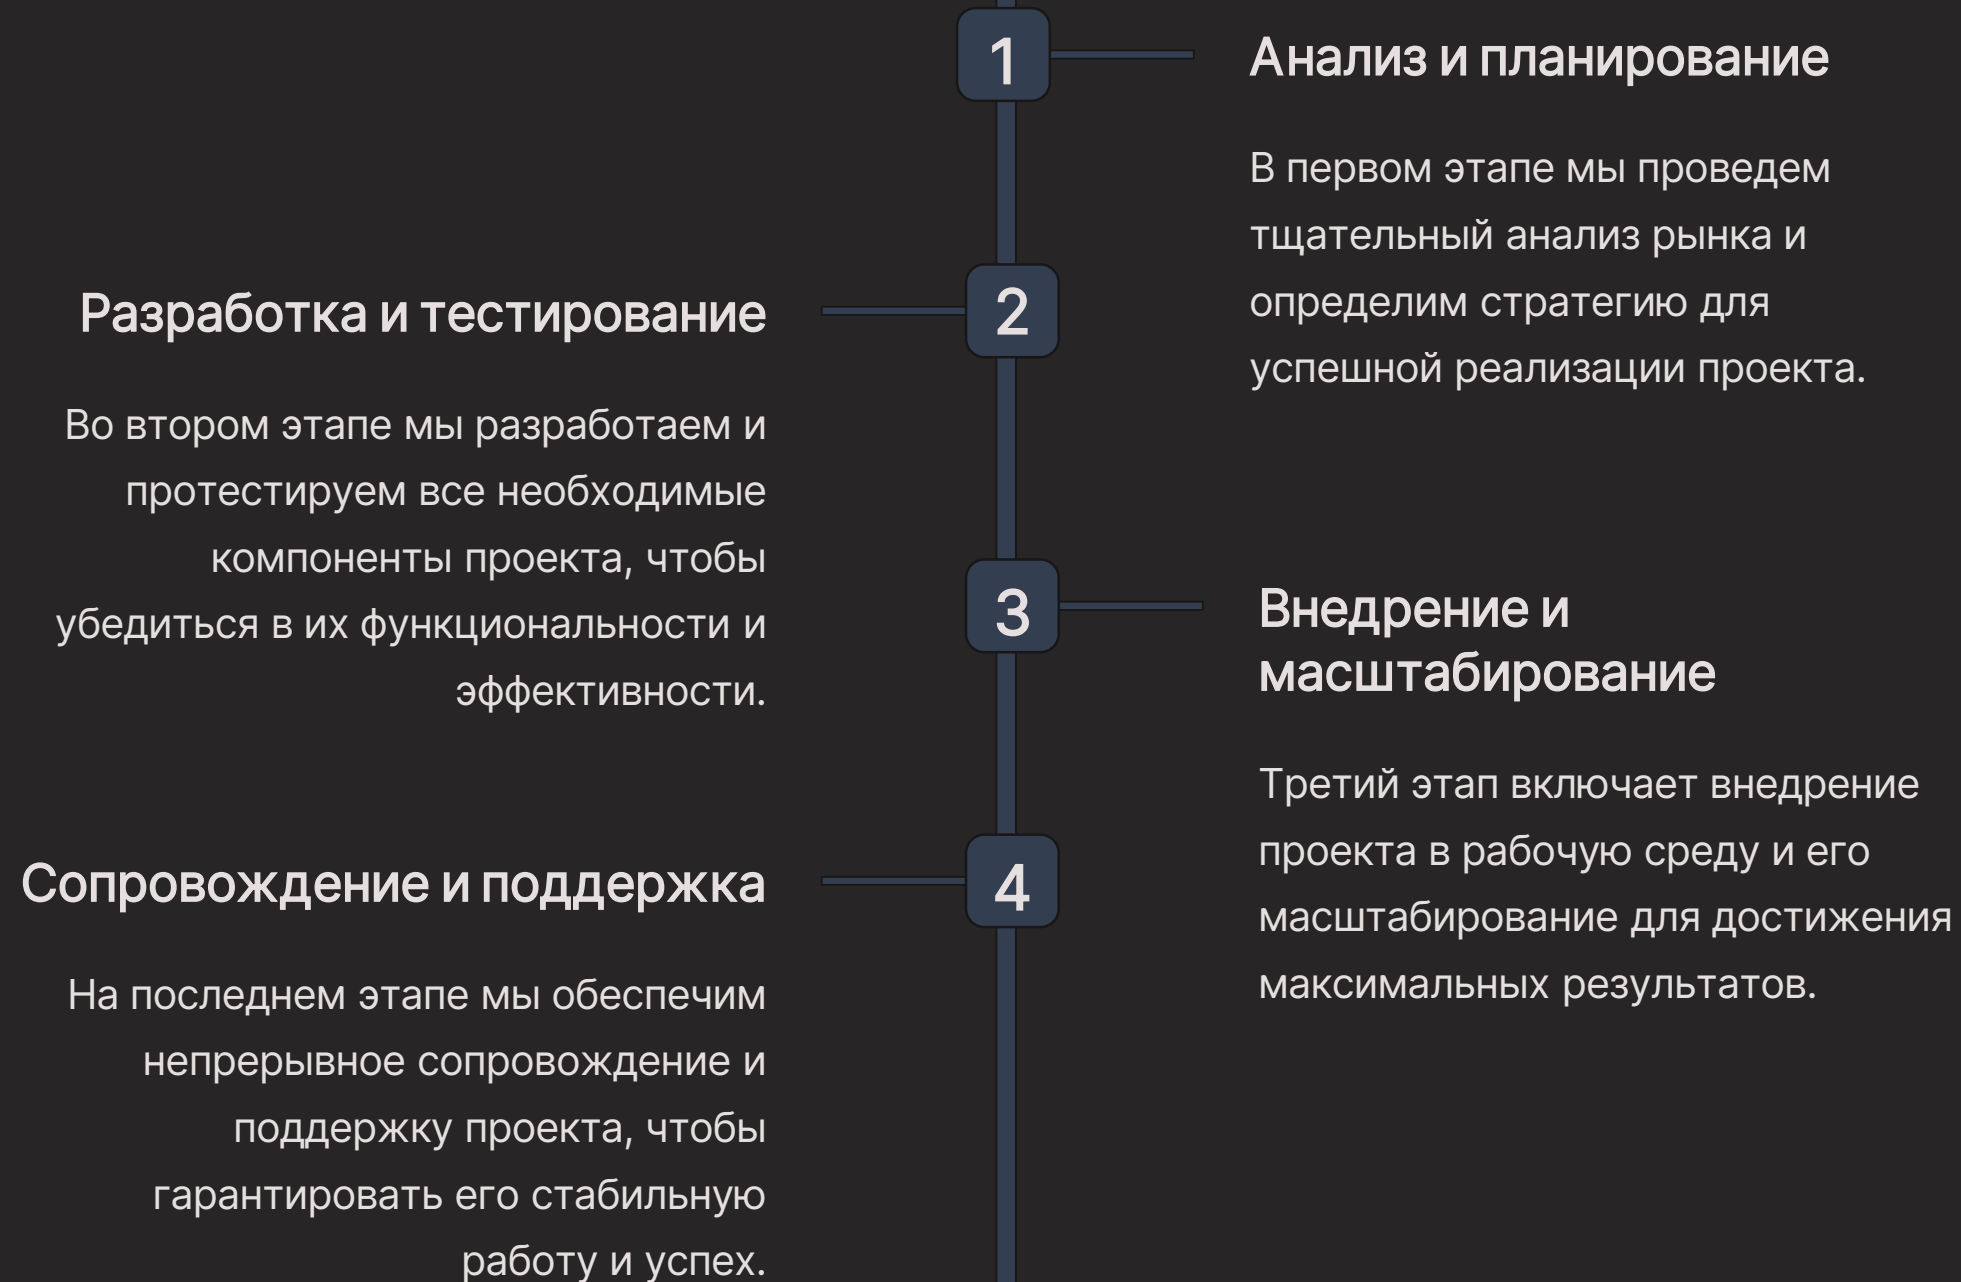 1
Анализ и планирование
В первом этапе мы проведем
тщательный анализ рынка и
определим стратегию для
успешной реализации проекта.
2
Разработка и тестирование
Во втором этапе мы разработаем и
протестируем все необходимые
компоненты проекта, чтобы
убедиться в их функциональности и
эффективности.
3
Внедрение и
масштабирование
Третий этап включает внедрение
проекта в рабочую среду и его
масштабирование для достижения
максимальных результатов.
4
Сопровождение и поддержка
На последнем этапе мы обеспечим
непрерывное сопровождение и
поддержку проекта, чтобы
гарантировать его стабильную
работу и успех.